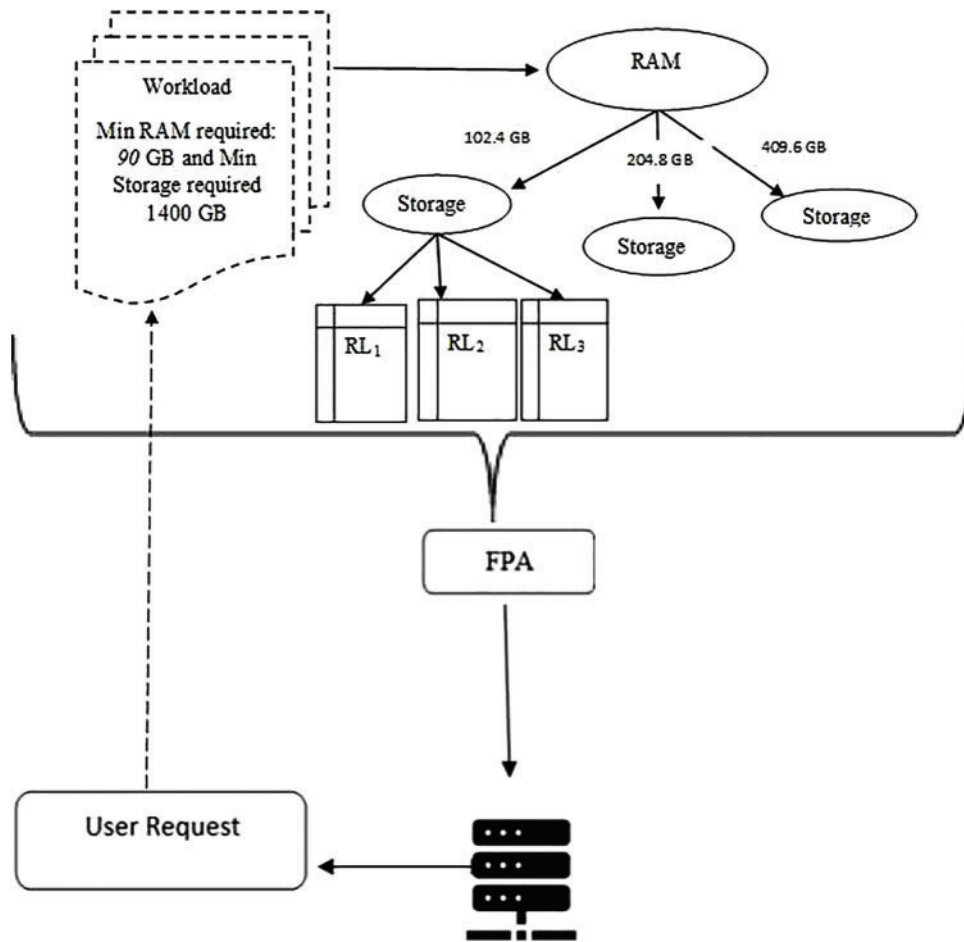 Workload
Min RAM required:
90 GB and Min
Storage required
1400 GB
RAM
102.4 GB
204.8 GB
409.6 GB
Storage
Storage
Storage
RL₁
RL₂
RL₃
FPA
User Request